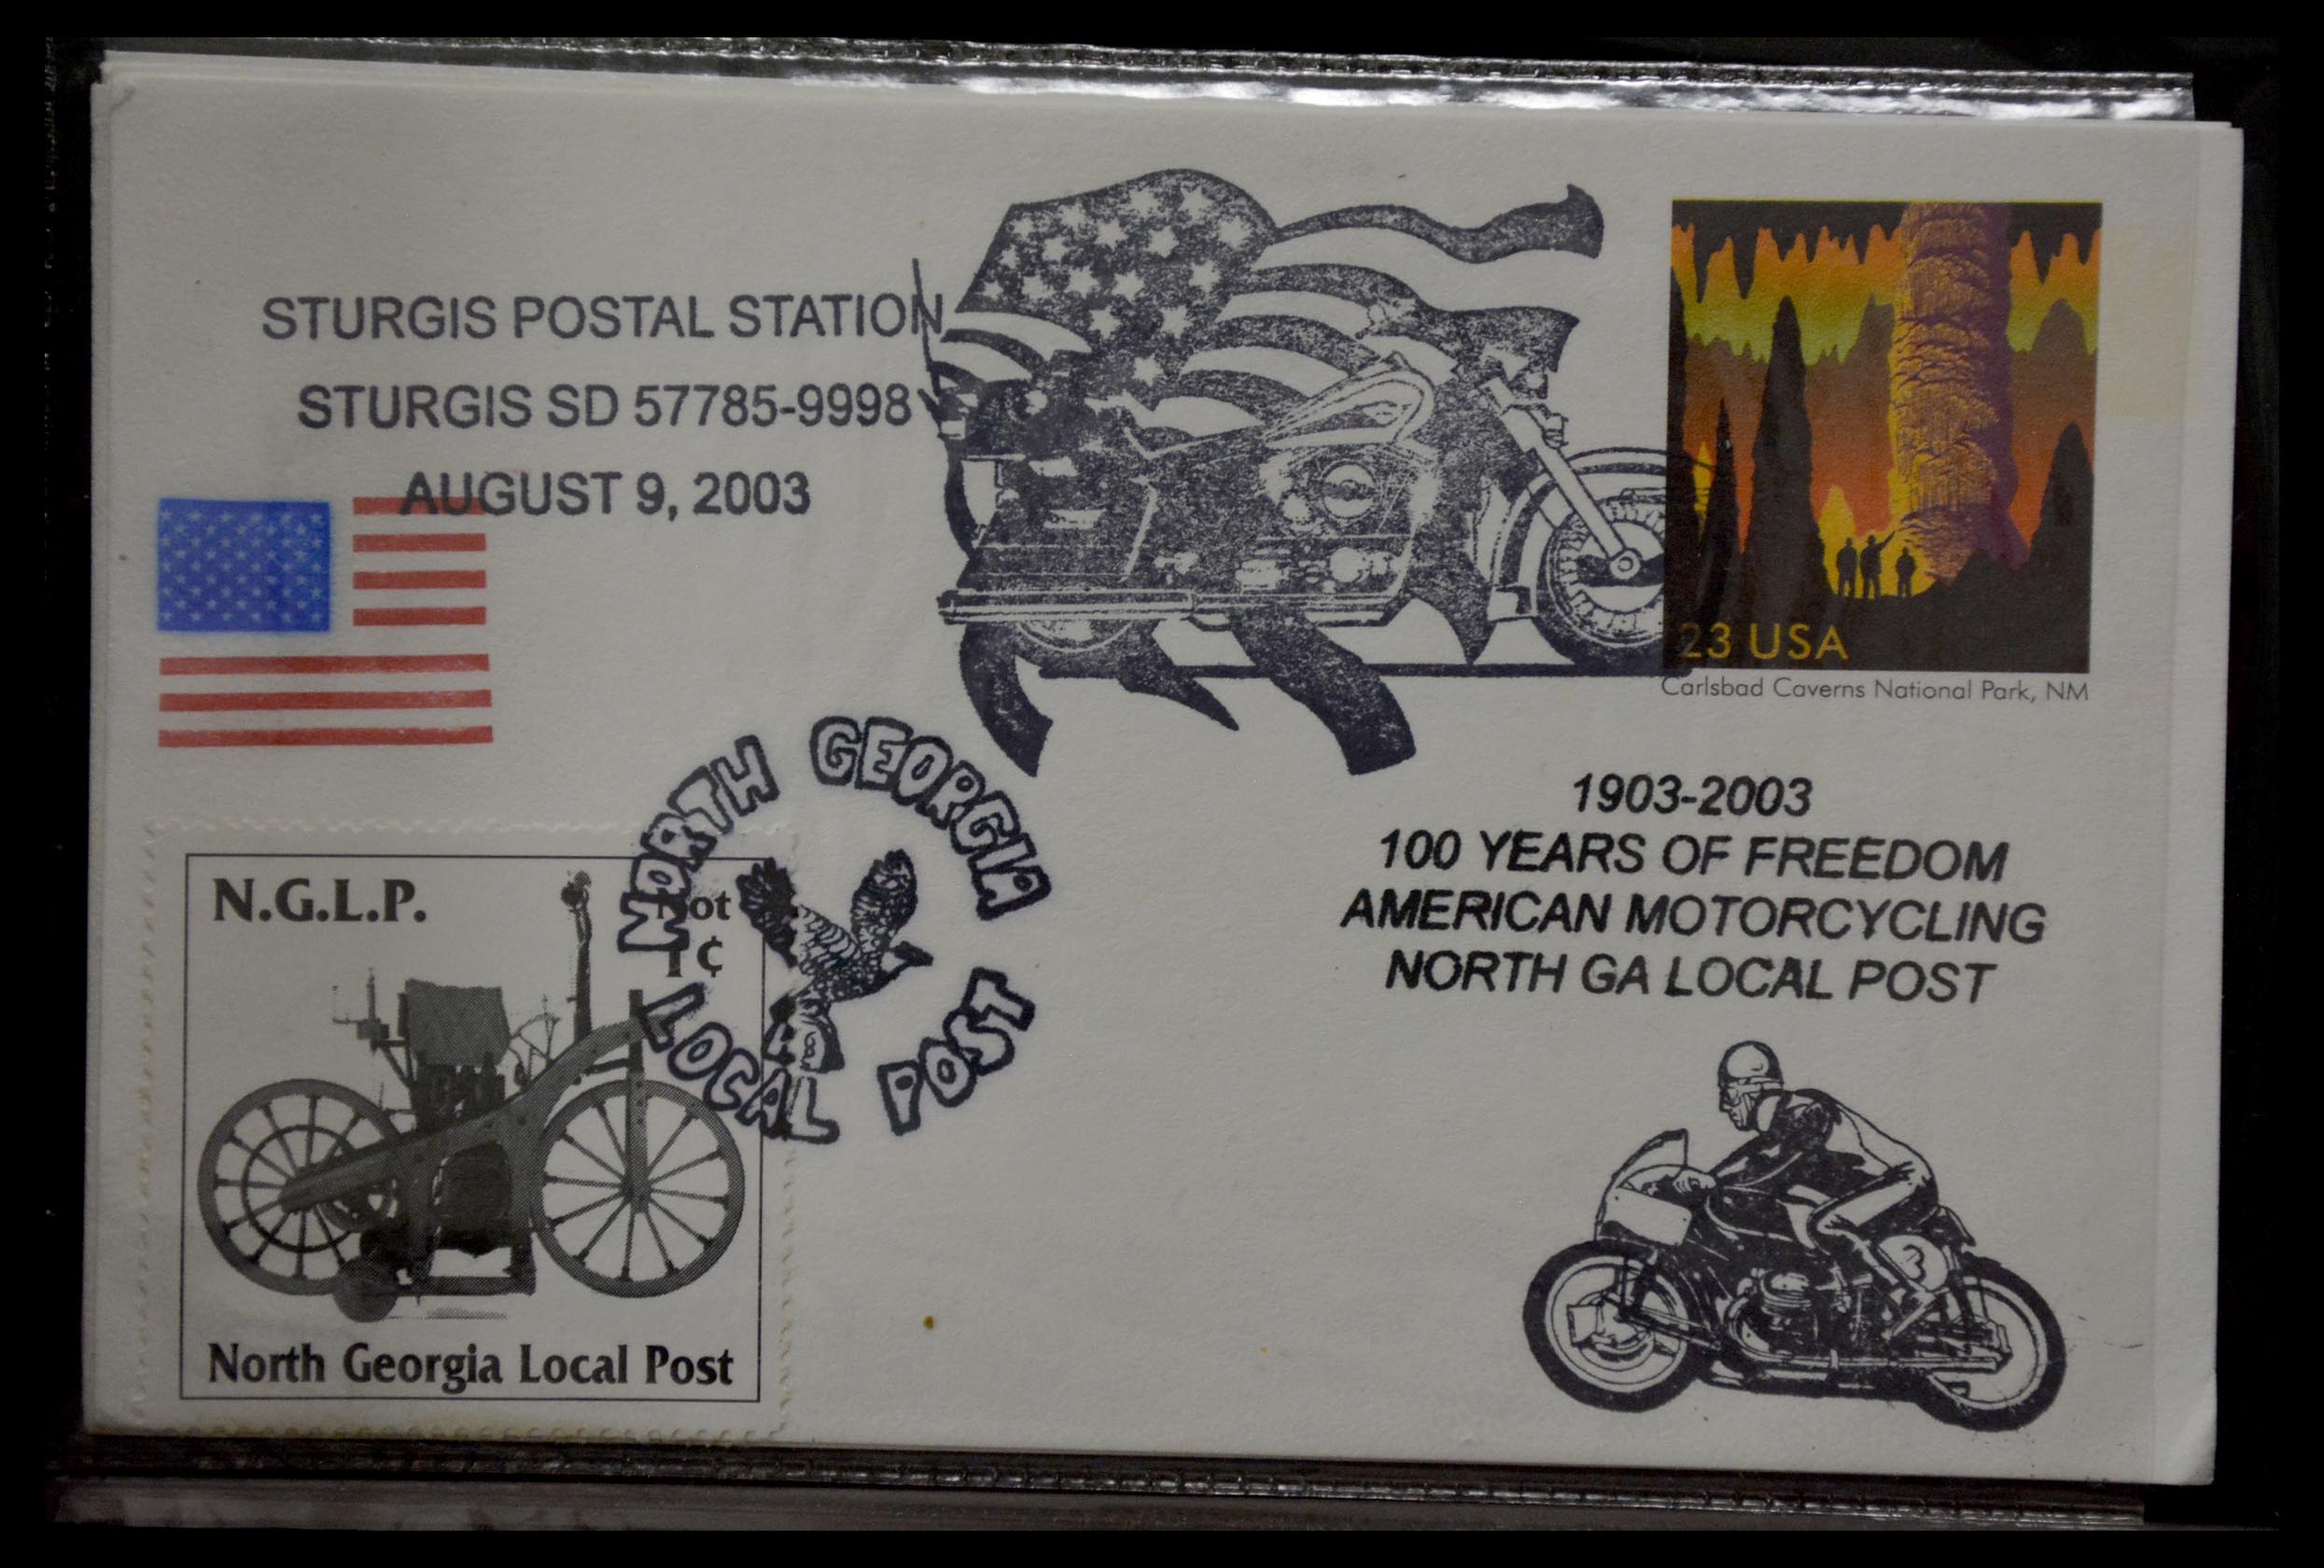 STURGIS POSTAL STATION
STURGIS SD 57785-9998
AUGUST 9, 2003
23 USA
Carlsbad Caverns National Park, NM
NORTH GEORGIA
LOCAL POST
1903-2003
100 YEARS OF FREEDOM
AMERICAN MOTORCYCLING
NORTH GA LOCAL POST
N.G.L.P.
Hot
1¢
North Georgia Local Post
3